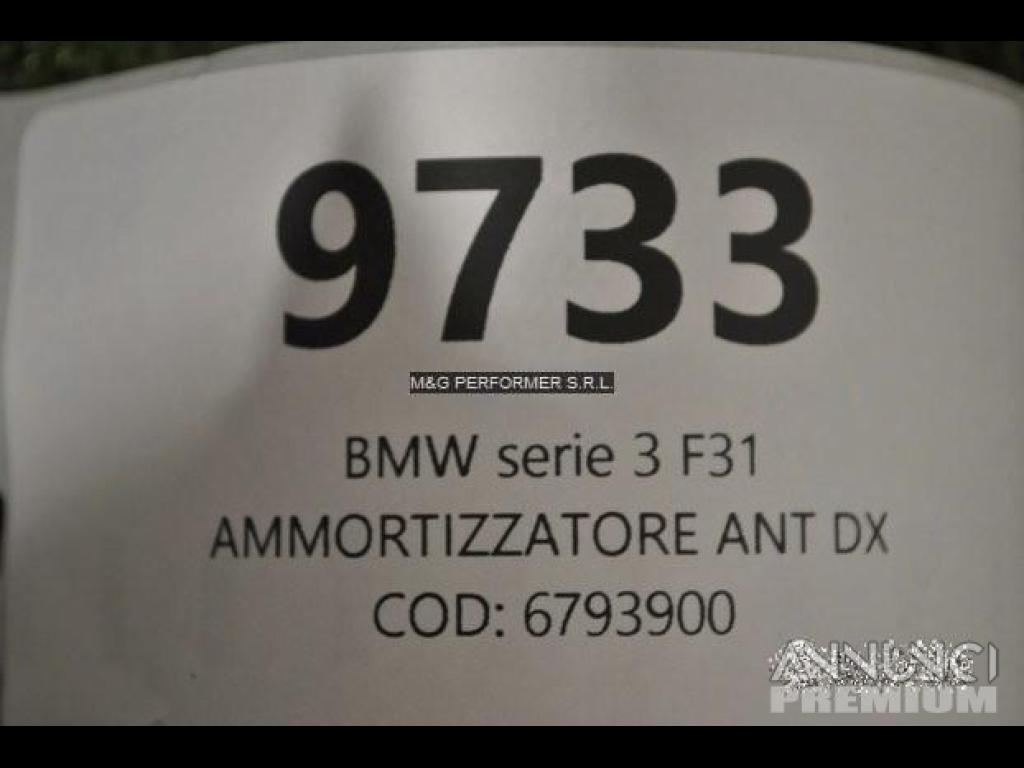 9733
M&G PERFORMER S.R.L.
BMW serie 3 F31
AMMORTIZZATORE ANT DX
COD: 6793900
ANNUNCI
PREMIUM